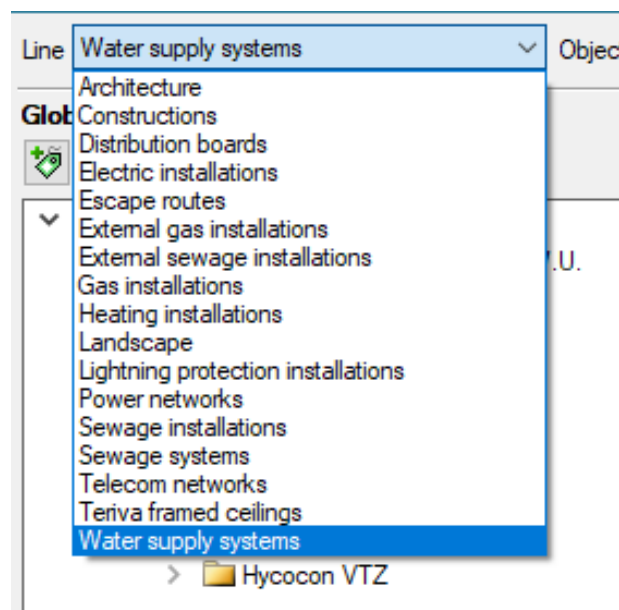 Line Water supply systems Objec
Architecture
Glob Constructions
Distribution boards
Electric installations
Escape routes
External gas installations
External sewage installations .U.
Gas installations
Heating installations
Landscape
Lightning protection installations
Power networks
Sewage installations
Sewage systems
Telecom networks
Teriva framed ceilings
Water supply systems
Hycocon VTZ